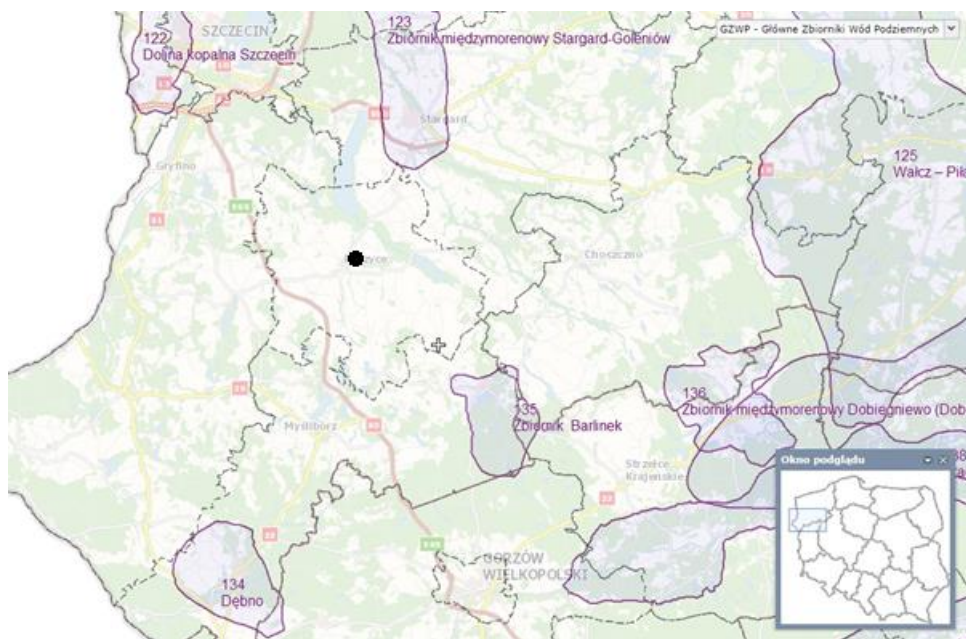 SZCZECIN
123
Zbiornik międzymorenowy Stargard-Goleniów
GZWP - Główne Zbiorniki Wód Podziemnych
122
Dolina kopalna Szczecin
Stargard
Gryfino
125
Wałcz – Piła
Choszczno
136
Zbiornik międzymorenowy Dobiegniewo (Dob
135
Zbiornik Barlinek
Myślibórz
Strzelce
Krajeńskie
Okno podglądu
GORZÓW
WIELKOPOLSKI
134
Dębno